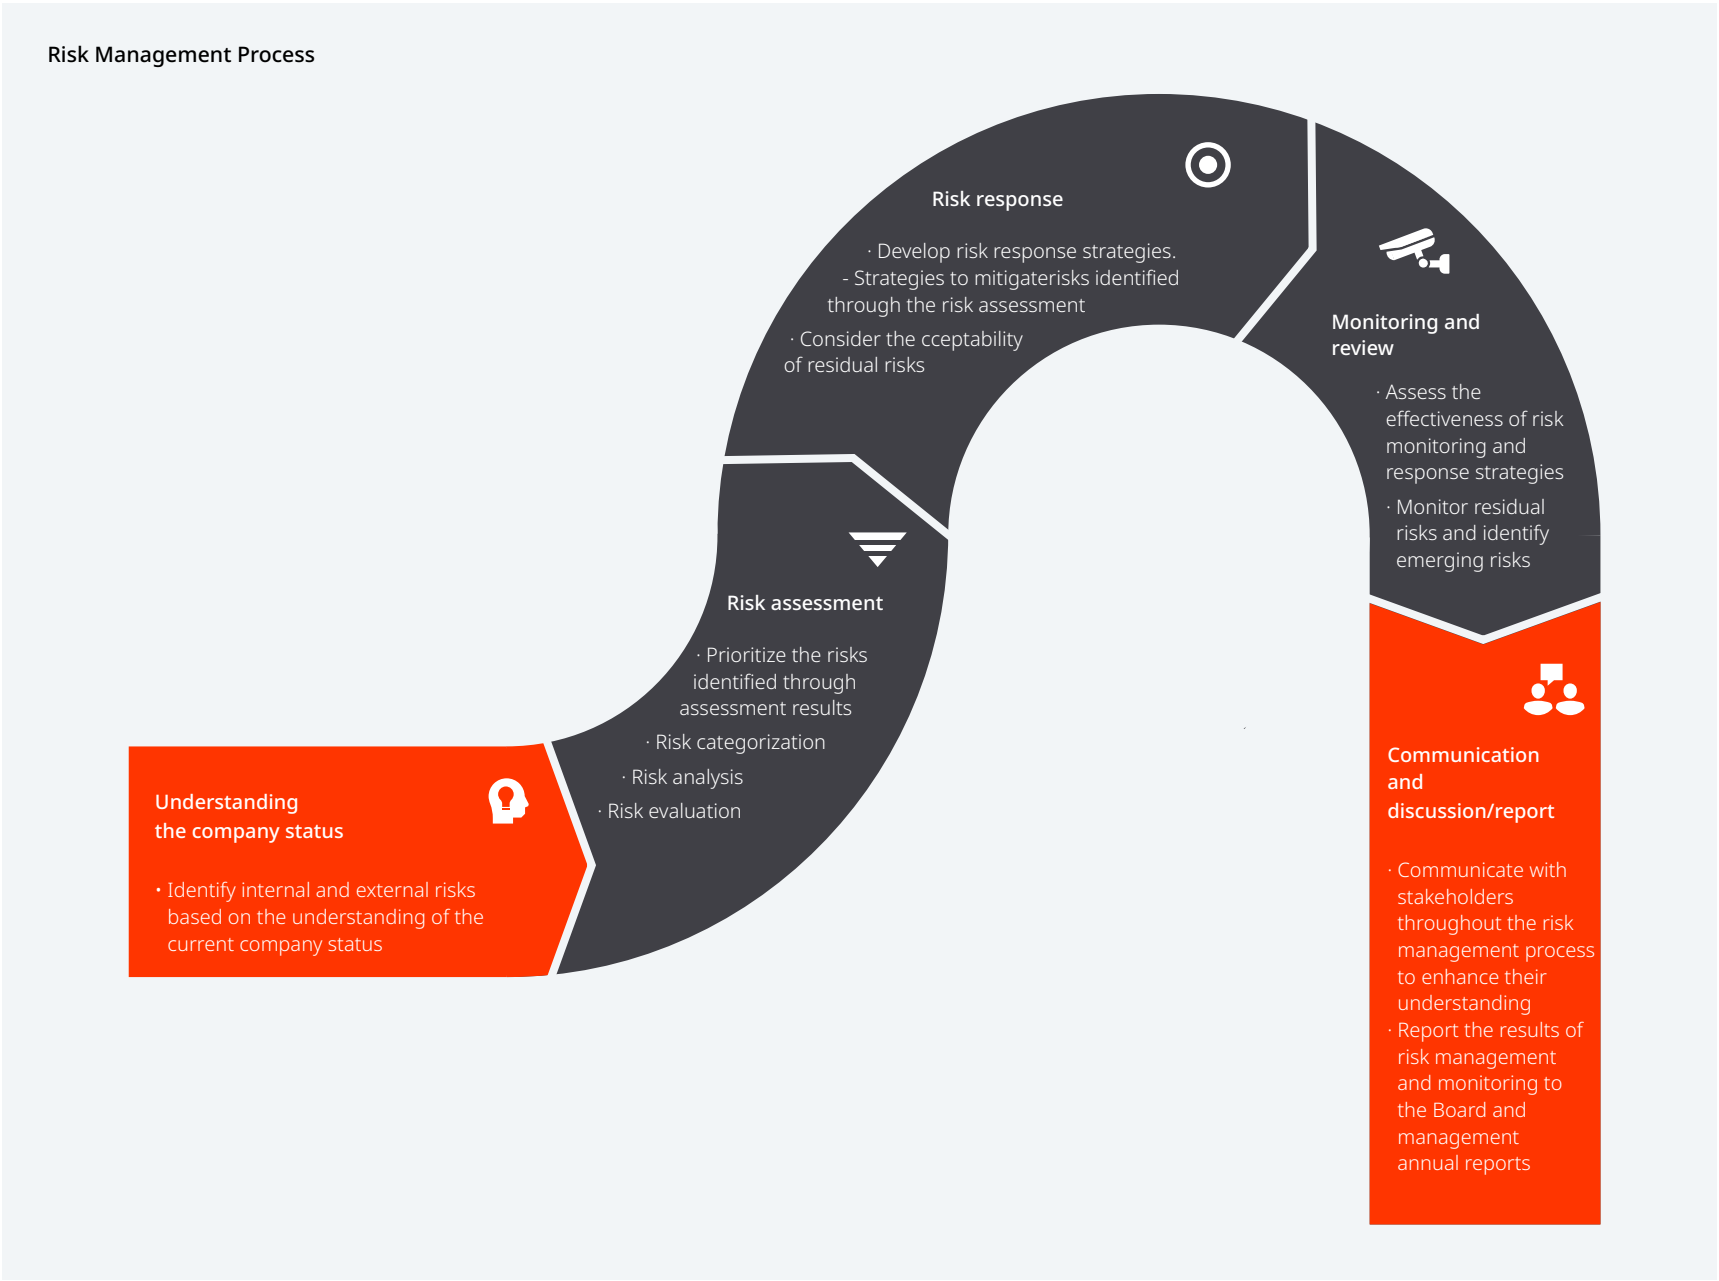 Risk Management Process
Understanding
the company status
• Identify internal and external risks
based on the understanding of the
current company status
Risk assessment
· Prioritize the risks
identified through
assessment results
· Risk categorization
· Risk analysis
· Risk evaluation
Risk response
· Develop risk response strategies.
- Strategies to mitigaterisks identified
through the risk assessment
· Consider the cceptability
of residual risks
Monitoring and
review
· Assess the
effectiveness of risk
monitoring and
response strategies
· Monitor residual
risks and identify
emerging risks
Communication
and
discussion/report
· Communicate with
stakeholders
throughout the risk
management process
to enhance their
understanding
· Report the results of
risk management
and monitoring to
the Board and
management
annual reports